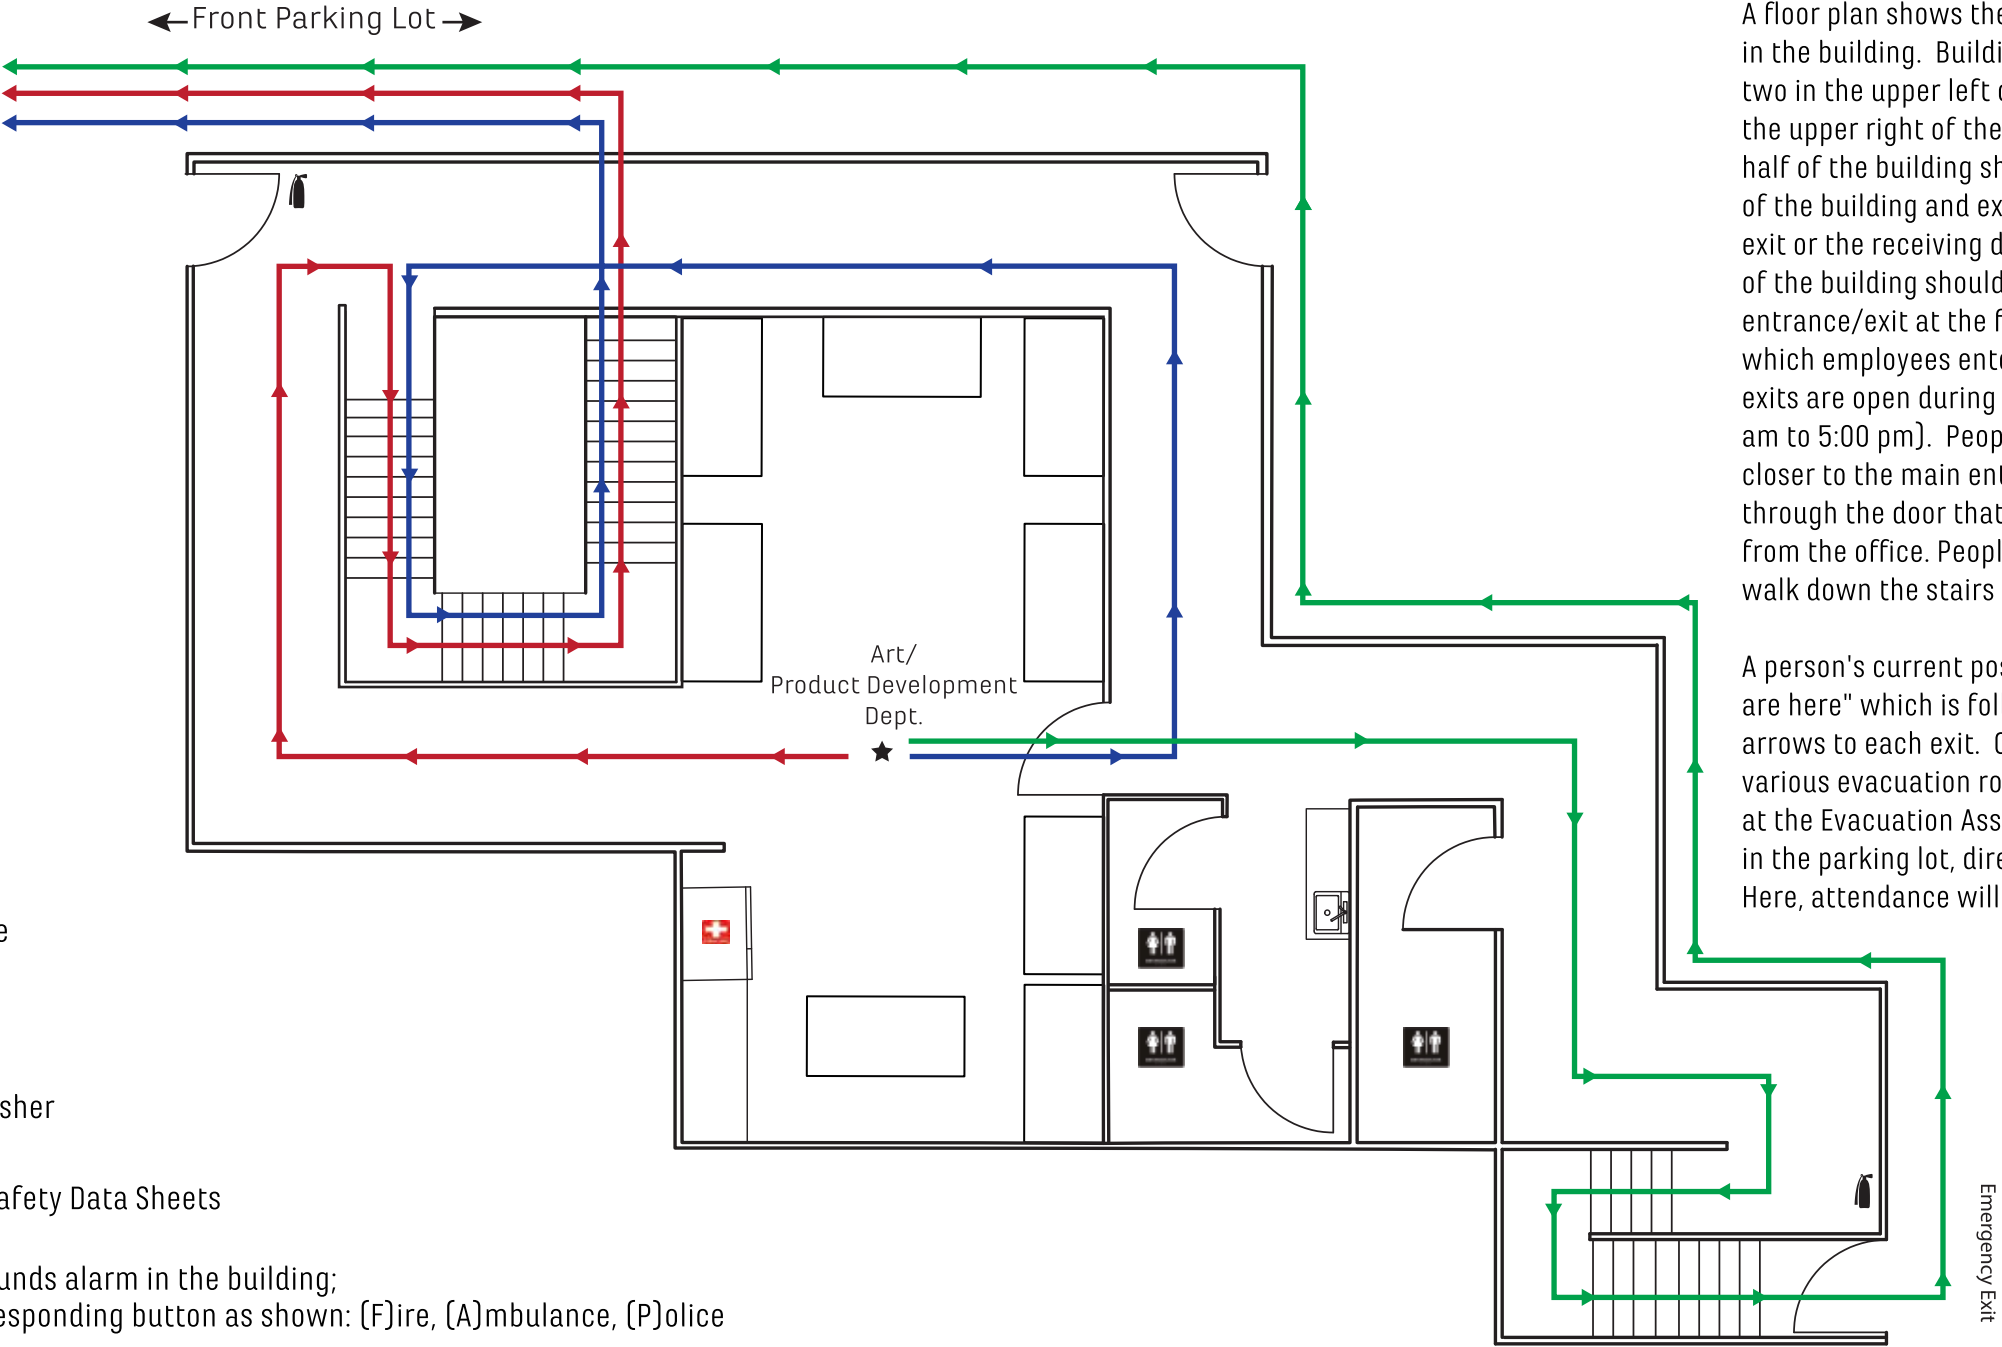 Front Parking Lot
A floor plan shows the
in the building. Buildi
two in the upper left
the upper right of the
half of the building sh
of the building and ex
exit or the receiving d
of the building should
entrance/exit at the f
which employees ente
exits are open during
am to 5:00 pm). Peop
closer to the main ent
through the door that
from the office. Peopl
walk down the stairs
A person's current pos
are here" which is fol
arrows to each exit.
various evacuation ro
at the Evacuation Ass
in the parking lot, dire
Here, attendance will
Art/
Product Development
Dept.
e
sher
afety Data Sheets
unds alarm in the building;
esponding button as shown: (F)ire, (A)mbulance, (P)olice
Emergency Exit